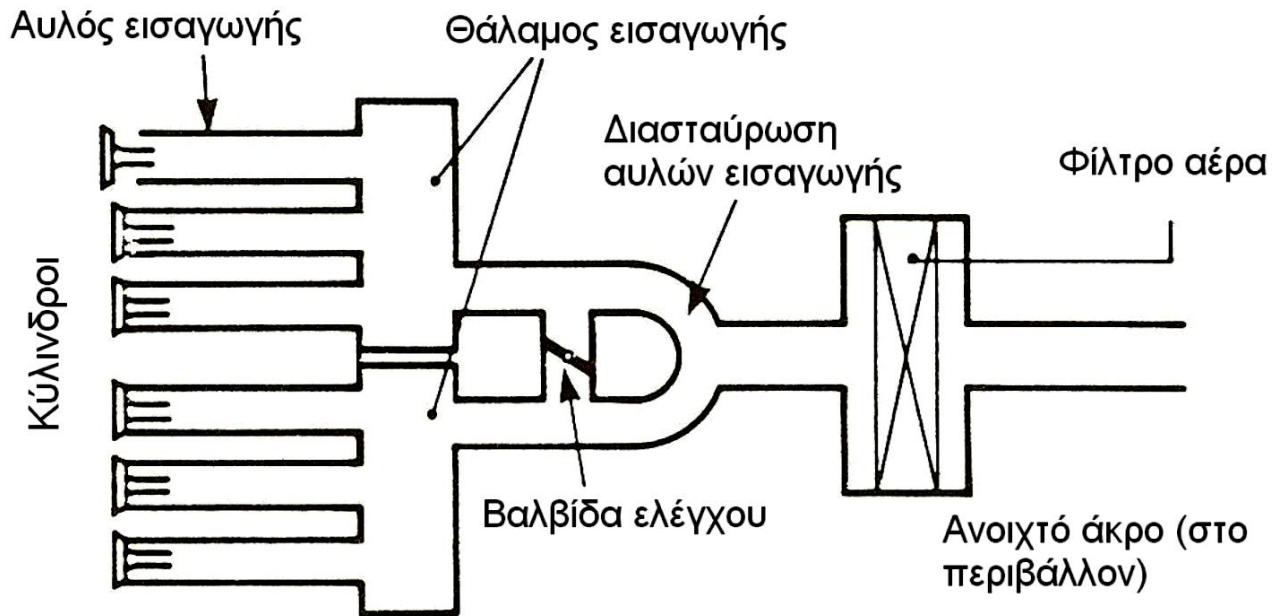 Αυλός εισαγωγής
Θάλαμος εισαγωγής
Διασταύρωση
αυλών εισαγωγής
Φίλτρο αέρα
Κύλινδροι
Βαλβίδα ελέγχου
Ανοιχτό άκρο (στο
περιβάλλον)